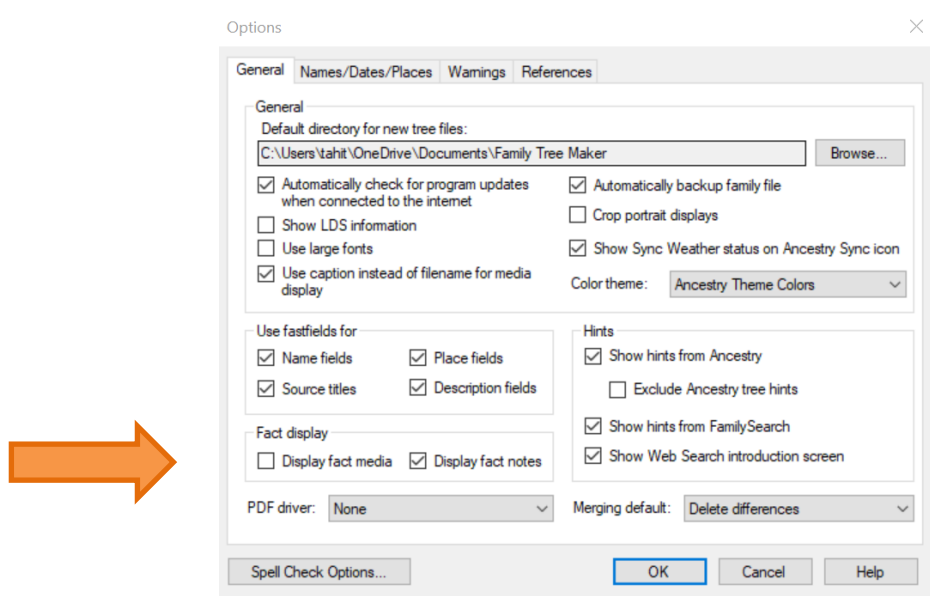 Options
General Names/Dates/Places Warnings References
General
Default directory for new tree files:
C:\Users\tahit\OneDrive\Documents\Family Tree Maker Browse...
Automatically check for program updates
when connected to the internet
Show LDS information
Use large fonts
Use caption instead of filename for media
display
Automatically backup family file
Crop portrait displays
Show Sync Weather status on Ancestry Sync icon
Color theme: Ancestry Theme Colors
Use fastfields for
Name fields Place fields
Source titles Description fields
Hints
Show hints from Ancestry
Exclude Ancestry tree hints
Show hints from FamilySearch
Show Web Search introduction screen
Fact display
Display fact media Display fact notes
PDF driver: None Merging default: Delete differences
Spell Check Options... OK Cancel Help